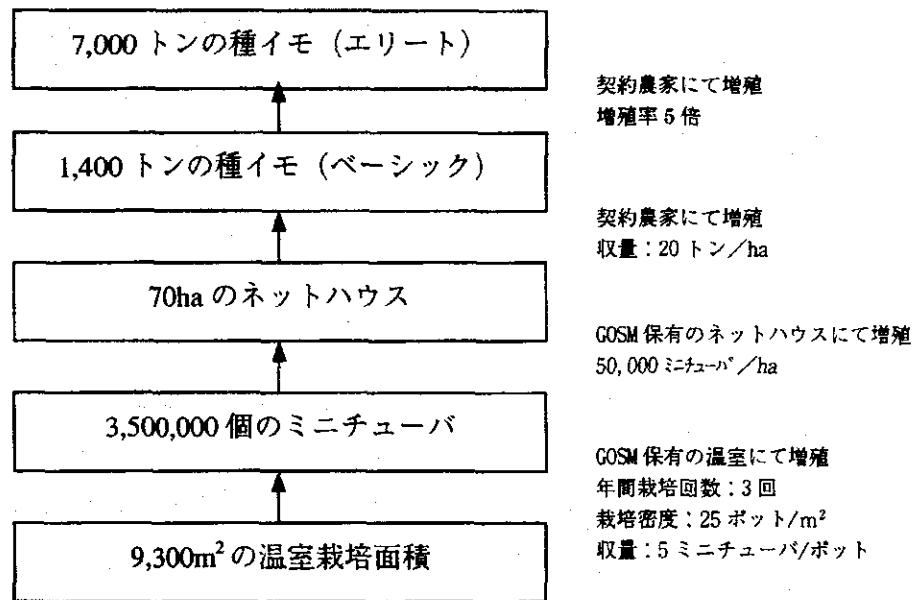 7,000 トンの種イモ（エリート）
契約農家にて増殖
増殖率 5 倍
1,400 トンの種イモ（ベーシック）
契約農家にて増殖
収量：20 トン／ha
70ha のネットハウス
GOSM 保有のネットハウスにて増殖
50,000 ミニチューバ／ha
3,500,000 個のミニチューバ
GOSM 保有の温室にて増殖
年間栽培回数：3 回
栽培密度：25 ポット/m²
収量：5 ミニチューバ/ポット
9,300m² の温室栽培面積